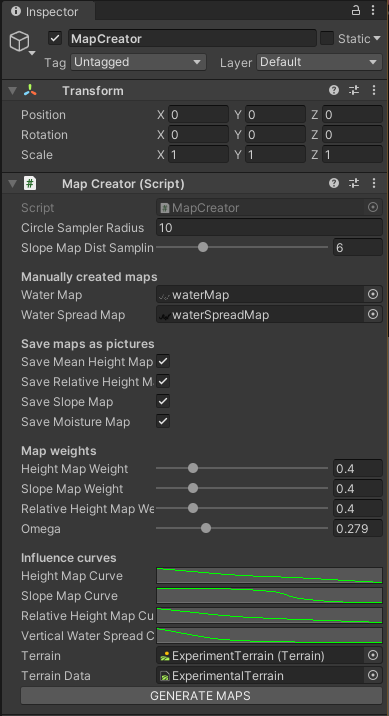 Inspector
MapCreator
Static
Tag Untagged Layer Default
Transform
Position X 0 Y 0 Z 0
Rotation X 0 Y 0 Z 0
Scale X 1 Y 1 Z 1
# Map Creator (Script)
Script # MapCreator
Circle Sampler Radius 10
Slope Map Dist Samplin 6
Manually created maps
Water Map waterMap
Water Spread Map waterSpreadMap
Save maps as pictures
Save Mean Height Map
Save Relative Height Ma
Save Slope Map
Save Moisture Map
Map weights
Height Map Weight 0.4
Slope Map Weight 0.4
Relative Height Map We 0.4
Omega 0.279
Influence curves
Height Map Curve
Slope Map Curve
Relative Height Map Cu
Vertical Water Spread C
Terrain ExperimentTerrain (Terrain)
Terrain Data ExperimentalTerrain
GENERATE MAPS